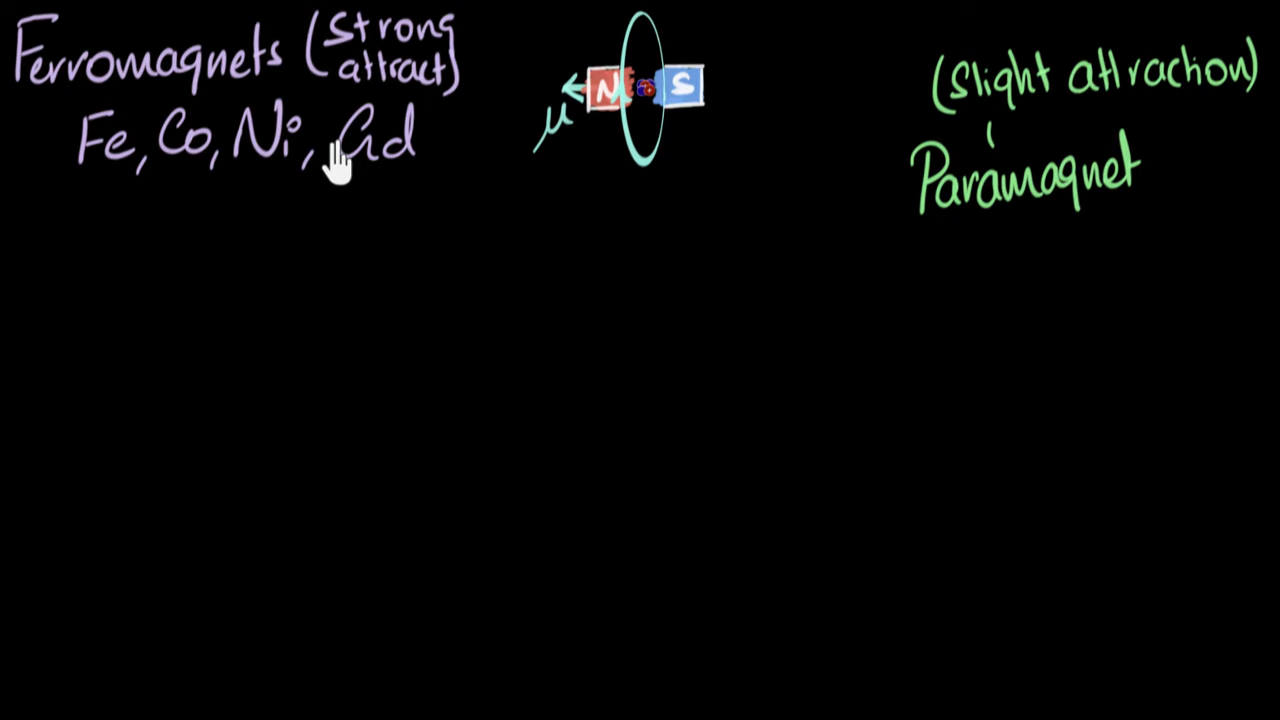 Ferromagnets (Strong
attract)
Fe, Co, Ni, Gd
N S
μ
(Slight attraction)
Paramagnet